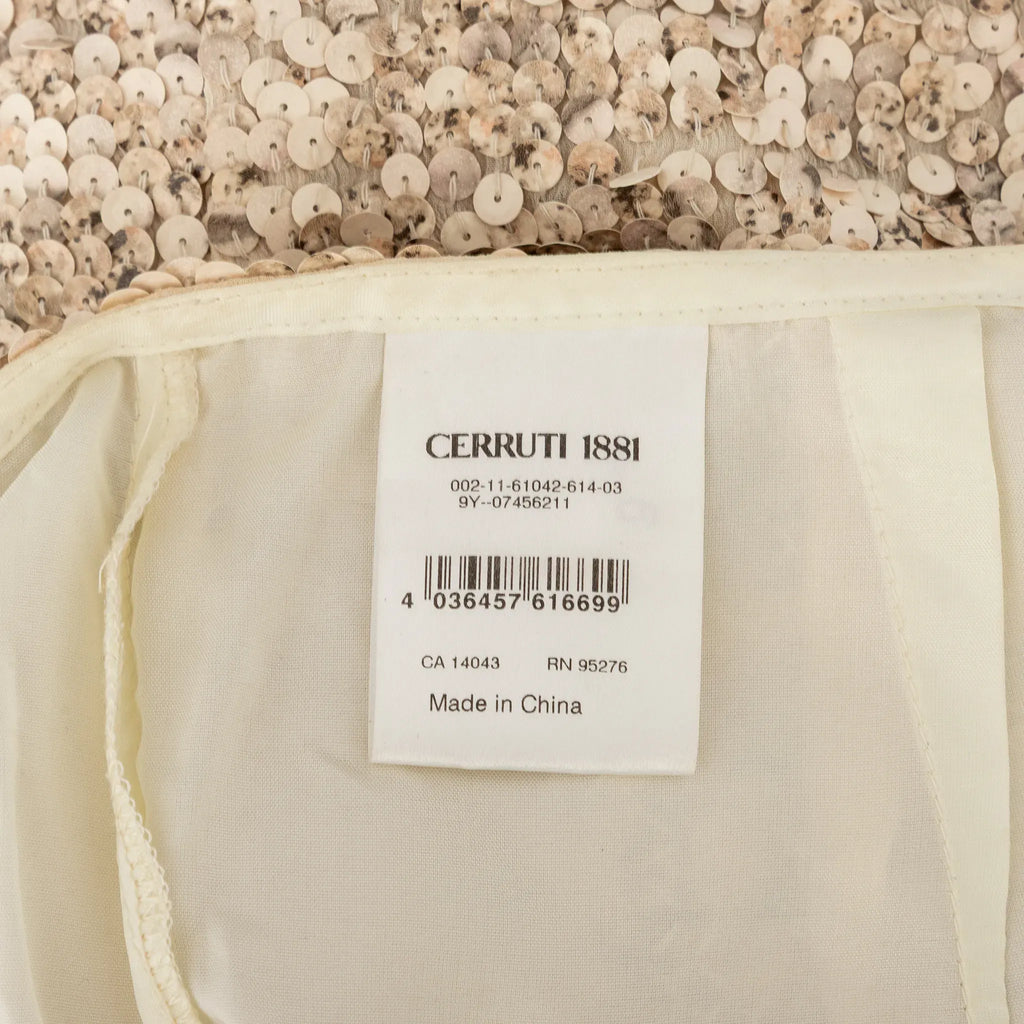 CERRUTI 1881
002-11-61042-614-03
9Y--07456211
4 036457 616699
CA 14043 RN 95276
Made in China